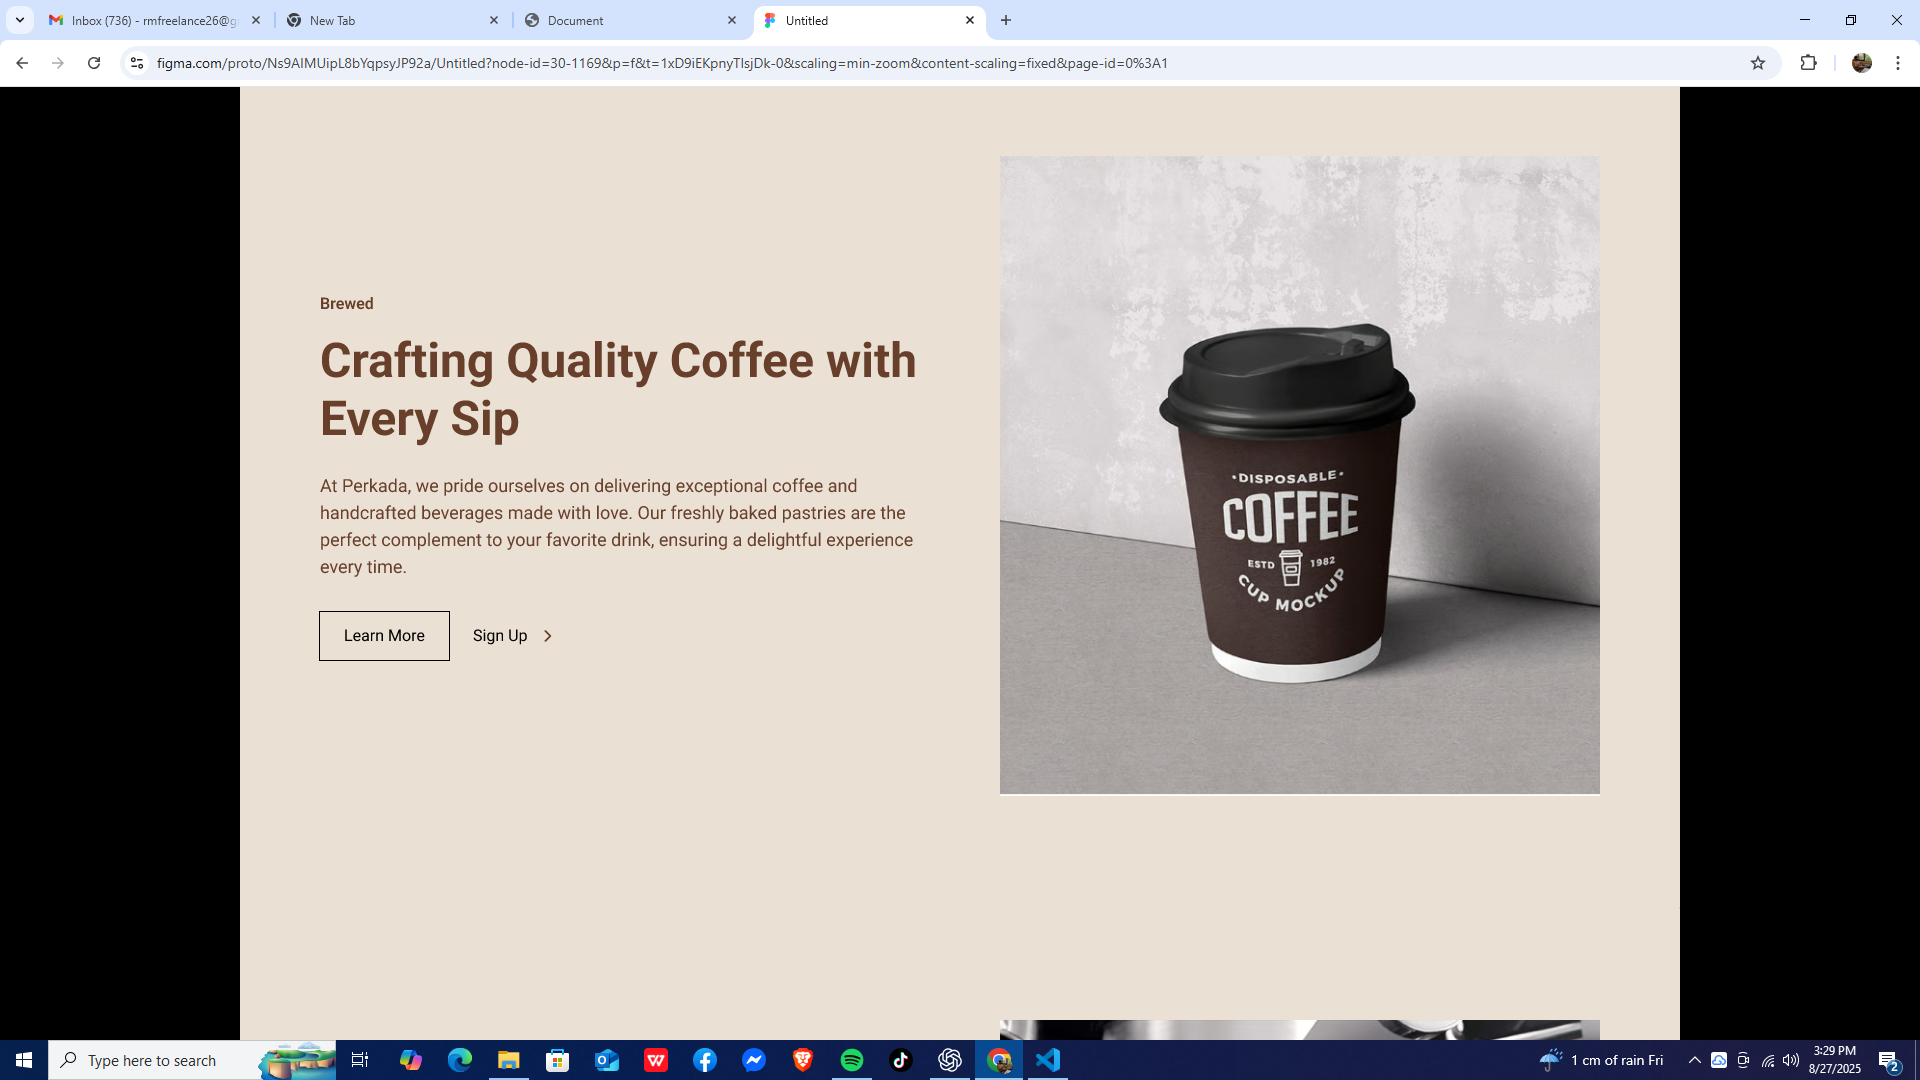 Inbox (736) - rmfreelance26@g
New Tab
Document
Untitled
figma.com/proto/Ns9AIMUipL8bYqpsyJP92a/Untitled?node-id=30-1169&p=f&t=1xD9iEKpnyTlsjDk-0&scaling=min-zoom&content-scaling=fixed&page-id=0%3A1
Brewed
Crafting Quality Coffee with
Every Sip
At Perkada, we pride ourselves on delivering exceptional coffee and
handcrafted beverages made with love. Our freshly baked pastries are the
perfect complement to your favorite drink, ensuring a delightful experience
every time.
Learn More
Sign Up
•DISPOSABLE•
COFFEE
ESTD 1982
CUP MOCKUP
Type here to search
1 cm of rain Fri
3:29 PM
8/27/2025
2